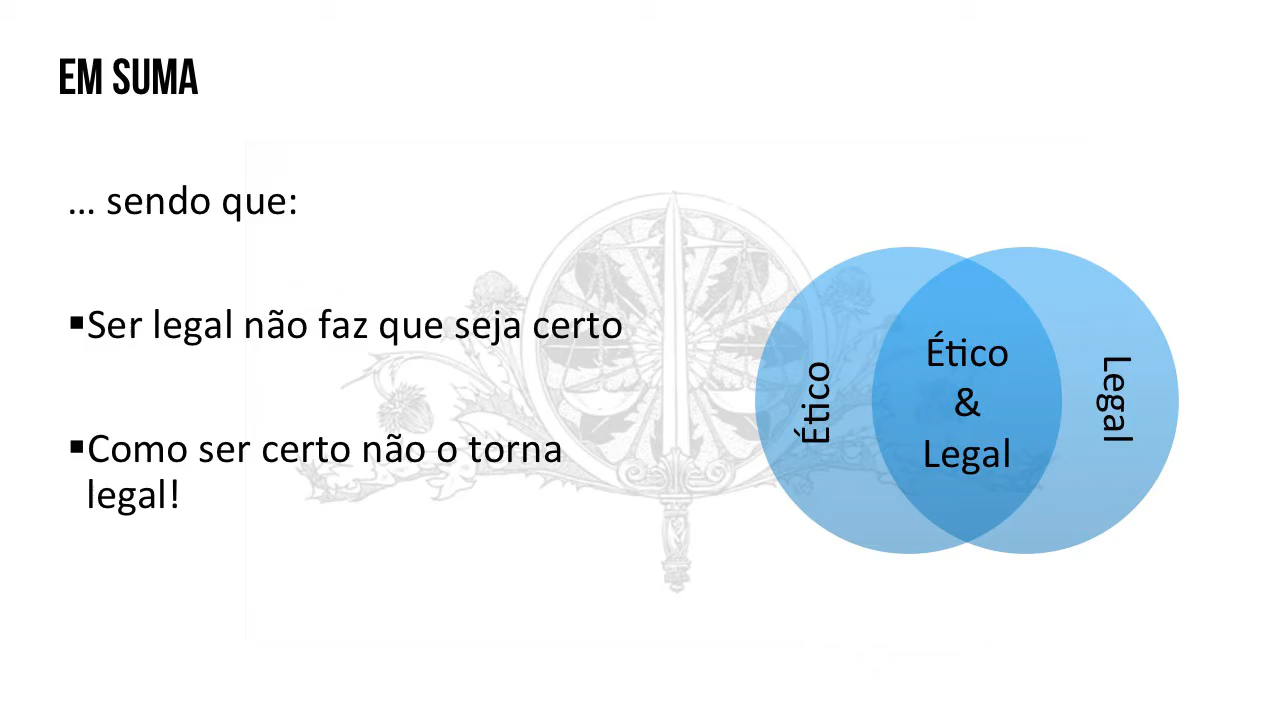 EM SUMA
… sendo que:
▪Ser legal não faz que seja certo
▪Como ser certo não o torna
legal!
Ético
Ético
&
Legal
Legal